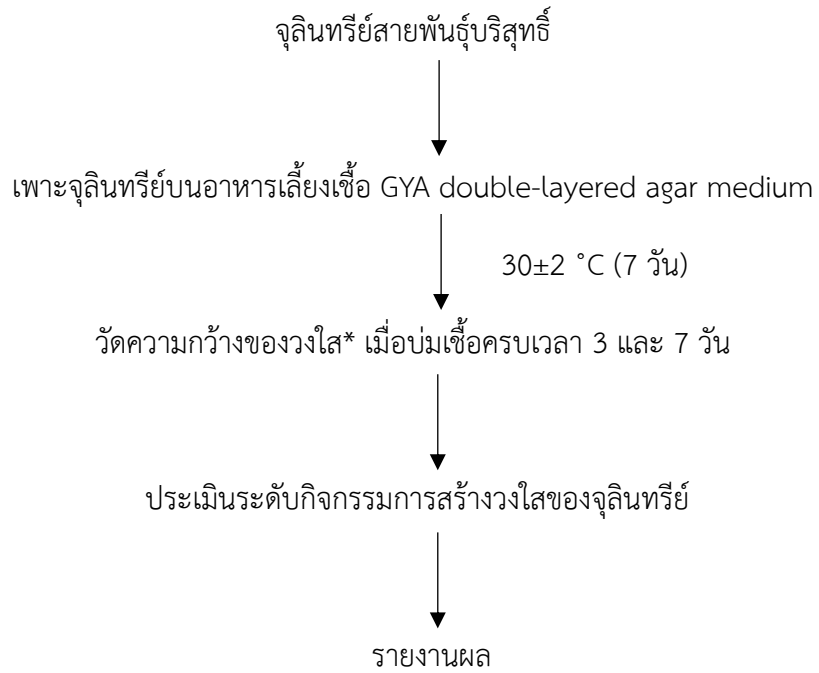 จุลินทรีย์สายพันธุ์บริสุทธิ์
เพาะจุลินทรีย์บนอาหารเลี้ยงเชื้อ GYA double-layered agar medium
30±2 °C (7 วัน)
วัดความกว้างของวงใส* เมื่อบ่มเชื้อครบเวลา 3 และ 7 วัน
ประเมินระดับกิจกรรมการสร้างวงใสของจุลินทรีย์
รายงานผล